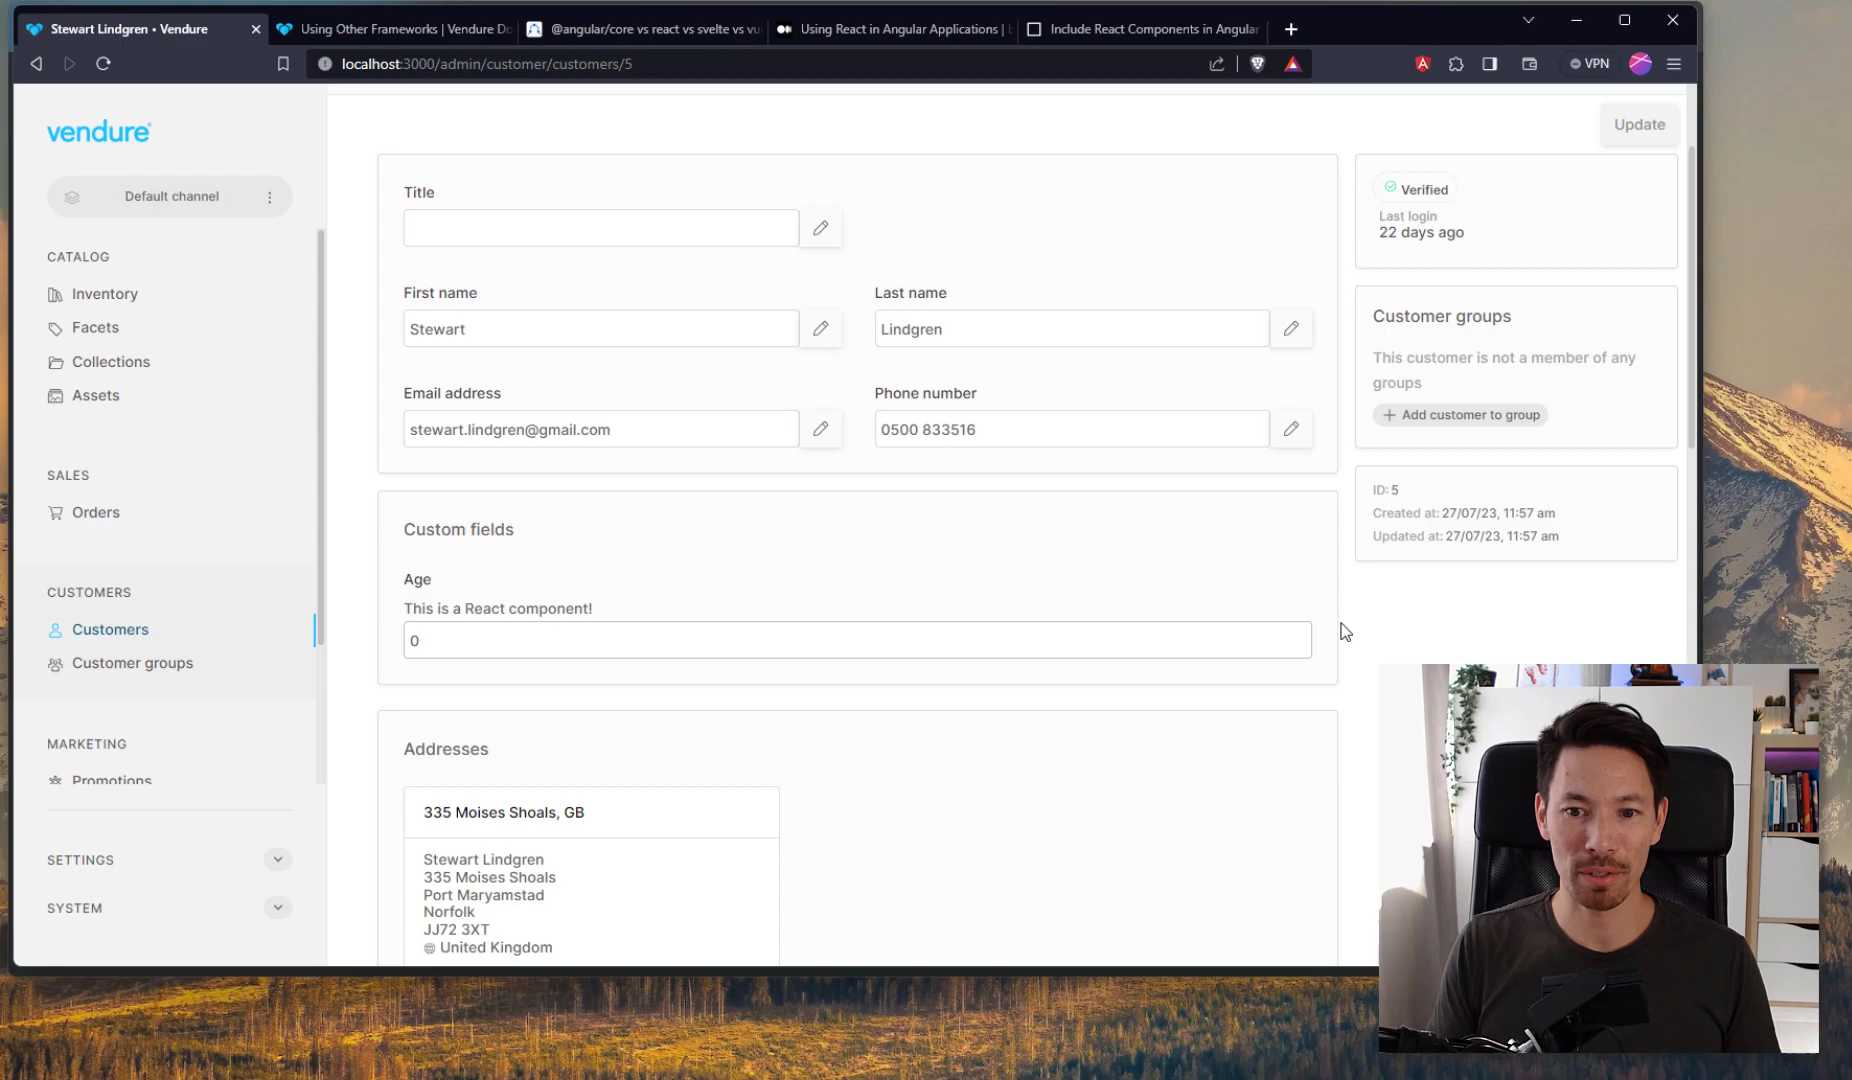 Stewart Lindgren • Vendure
Using Other Frameworks | Vendure Do
@angular/core vs react vs svelte vs vu
Using React in Angular Applications |
Include React Components in Angular
localhost:3000/admin/customer/customers/5
VPN
vendure
Default channel
CATALOG
Inventory
Facets
Collections
Assets
SALES
Orders
CUSTOMERS
Customers
Customer groups
MARKETING
Promotions
SETTINGS
SYSTEM
Update
Title
First name
Last name
Stewart
Lindgren
Email address
Phone number
stewart.lindgren@gmail.com
0500 833516
Custom fields
Age
This is a React component!
0
Addresses
335 Moises Shoals, GB
Stewart Lindgren
335 Moises Shoals
Port Maryamstad
Norfolk
JJ72 3XT
United Kingdom
Verified
Last login
22 days ago
Customer groups
This customer is not a member of any
groups
+ Add customer to group
ID: 5
Created at: 27/07/23, 11:57 am
Updated at: 27/07/23, 11:57 am